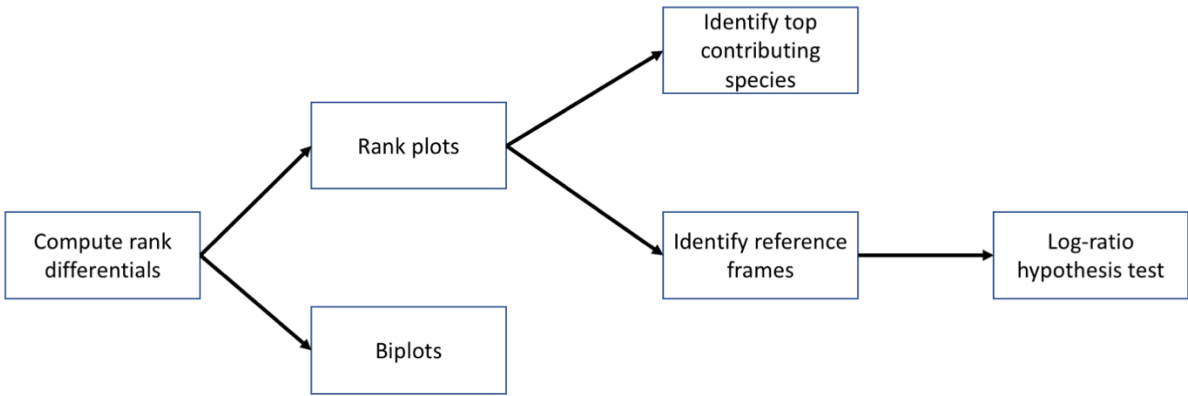 Identify top
contributing
species
Rank plots
Compute rank
differentials
Identify reference
frames
Log-ratio
hypothesis test
Biplots